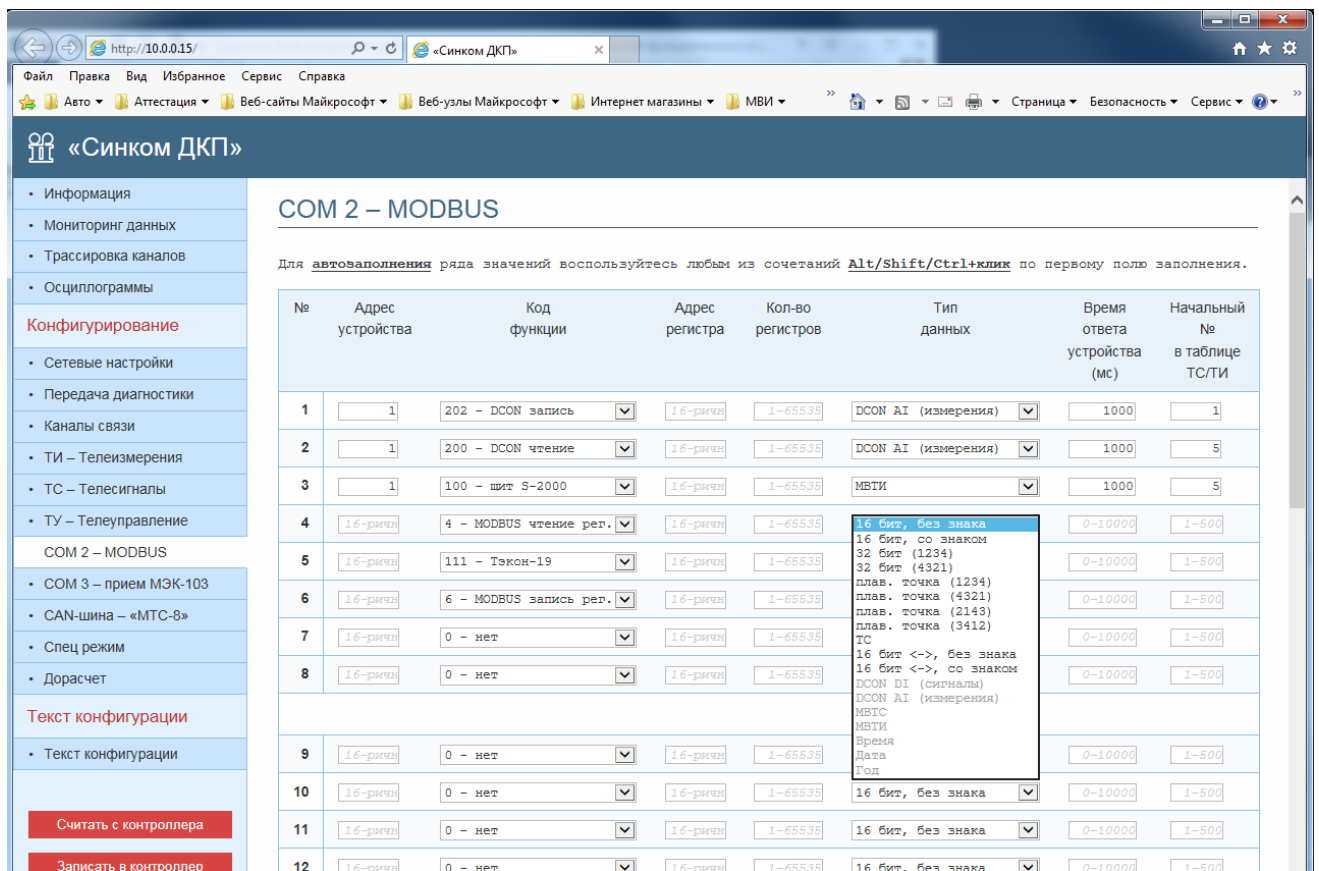 http://10.0.0.15/
«Синком ДКП»
Файл Правка Вид Избранное Сервис Справка
Авто Аттестация Веб-сайты Майкрософт Веб-узлы Майкрософт Интернет магазины МВИ » Страница Безопасность Сервис »
«Синком ДКП»
• Информация
• Мониторинг данных
• Трассировка каналов
• Осциллограммы
Конфигурирование
• Сетевые настройки
• Передача диагностики
• Каналы связи
• ТИ – Телеизмерения
• ТС – Телесигналы
• ТУ – Телеуправление
COM 2 – MODBUS
• COM 3 – прием МЭК-103
• CAN-шина – «МТС-8»
• Спец режим
• Дорасчет
Текст конфигурации
• Текст конфигурации
Считать с контроллера
Записать в контроллер
COM 2 – MODBUS
Для автозаполнения ряда значений воспользуйтесь любым из сочетаний Alt/Shift/Ctrl+клик по первому полю заполнения.
№ Адрес устройства Код функции Адрес регистра Кол-во регистров Тип данных Время ответа устройства (мс) Начальный № в таблице ТС/ТИ
1 1 202 - DCON запись 16-ричн 1-65535 DCON AI (измерения) 1000 1
2 1 200 - DCON чтение 16-ричн 1-65535 DCON AI (измерения) 1000 5
3 1 100 - щит S-2000 16-ричн 1-65535 МВТИ 1000 5
4 16-ричн 4 - MODBUS чтение рег. 16-ричн 1-65535 0-10000 1-500
5 16-ричн 111 - Тэкон-19 16-ричн 1-65535 0-10000 1-500
6 16-ричн 6 - MODBUS запись рег. 16-ричн 1-65535 0-10000 1-500
7 16-ричн 0 - нет 16-ричн 1-65535 0-10000 1-500
8 16-ричн 0 - нет 16-ричн 1-65535 0-10000 1-500
16 бит, без знака
16 бит, со знаком
32 бит (1234)
32 бит (4321)
плав. точка (1234)
плав. точка (4321)
плав. точка (2143)
плав. точка (3412)
ТС
16 бит <->, без знака
16 бит <->, со знаком
DCON DI (сигналы)
DCON AI (измерения)
МВТС
МВТИ
Время
Дата
Год
9 16-ричн 0 - нет 16-ричн 1-65535 0-10000 1-500
10 16-ричн 0 - нет 16-ричн 1-65535 16 бит, без знака 0-10000 1-500
11 16-ричн 0 - нет 16-ричн 1-65535 16 бит, без знака 0-10000 1-500
12 16-ричн 0 - нет 16-ричн 1-65535 16 бит, без знака 0-10000 1-500